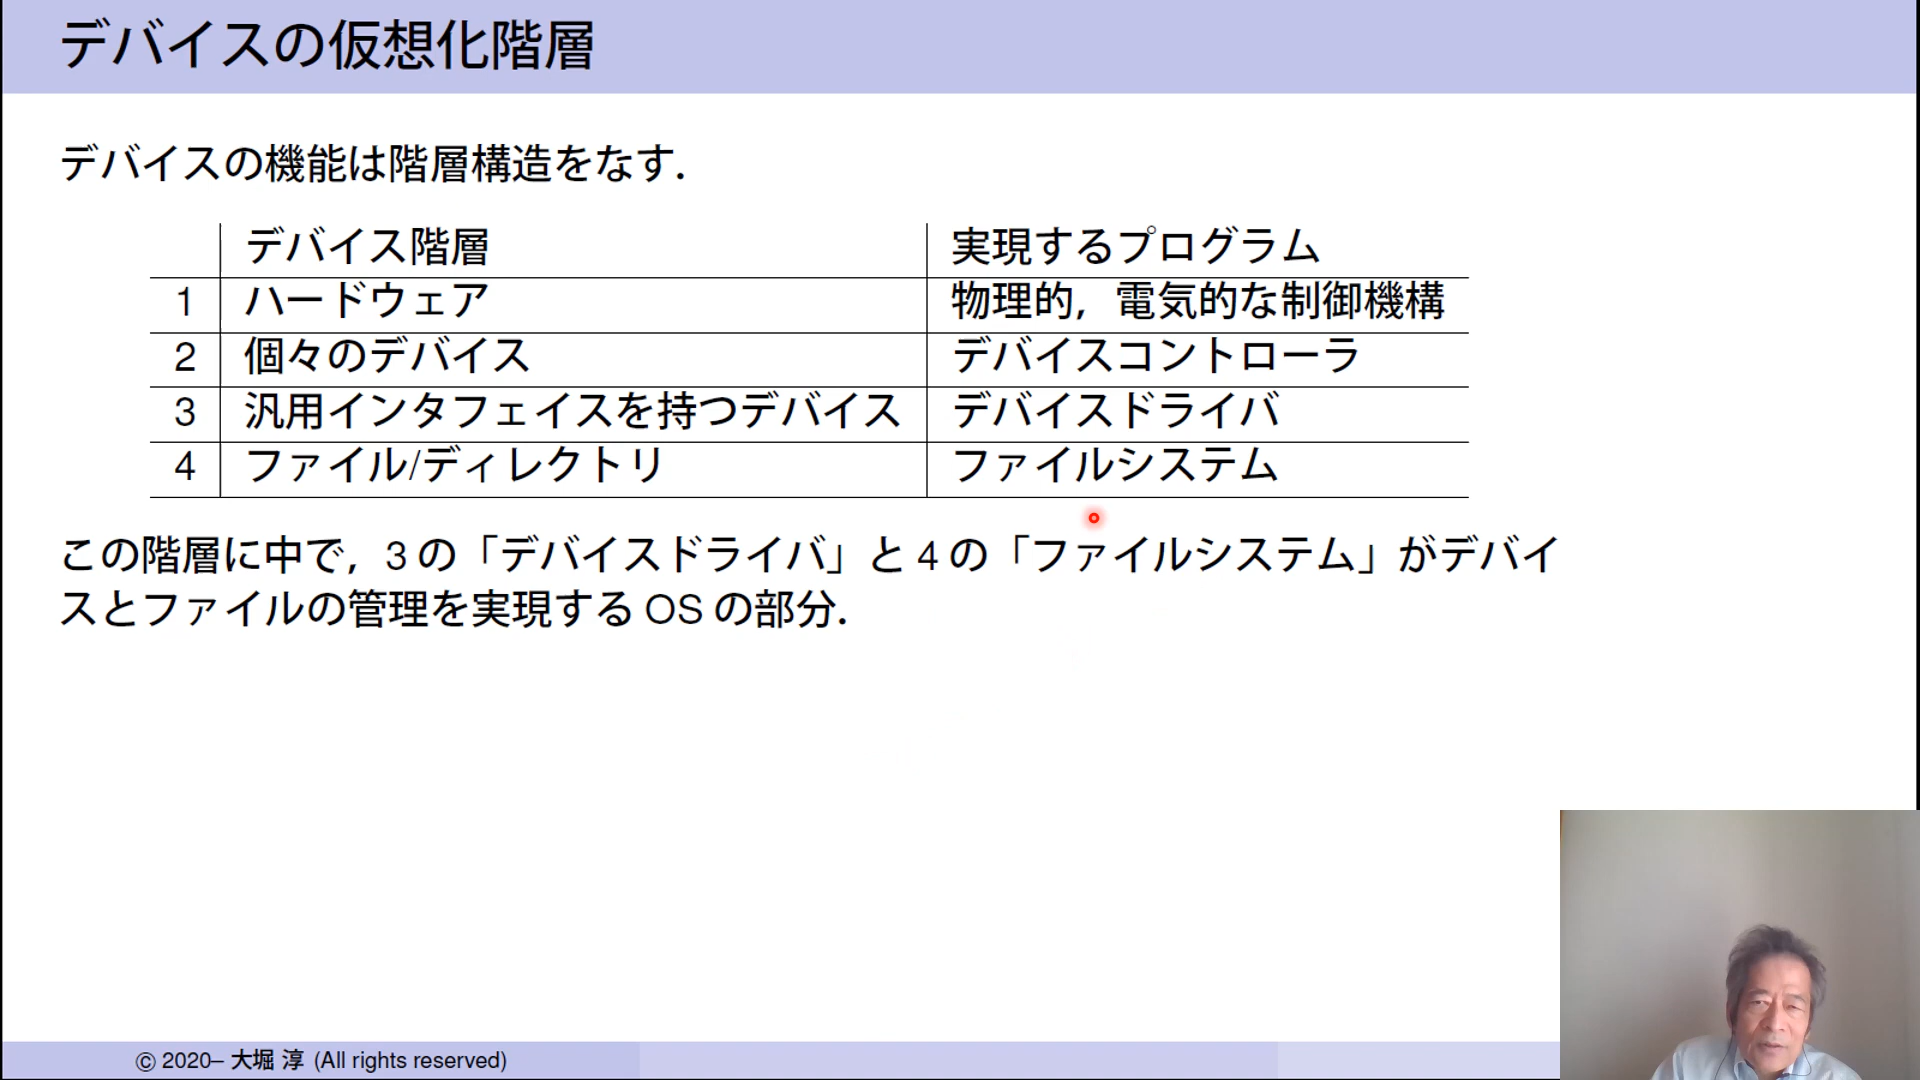 デバイスの仮想化階層
デバイスの機能は階層構造をなす.
デバイス階層 実現するプログラム
1 ハードウェア 物理的，電気的な制御機構
2 個々のデバイス デバイスコントローラ
3 汎用インタフェイスを持つデバイス デバイスドライバ
4 ファイル/ディレクトリ ファイルシステム
この階層に中で，3 の「デバイスドライバ」と 4 の「ファイルシステム」がデバイ
スとファイルの管理を実現する OS の部分.
© 2020– 大堀 淳 (All rights reserved)